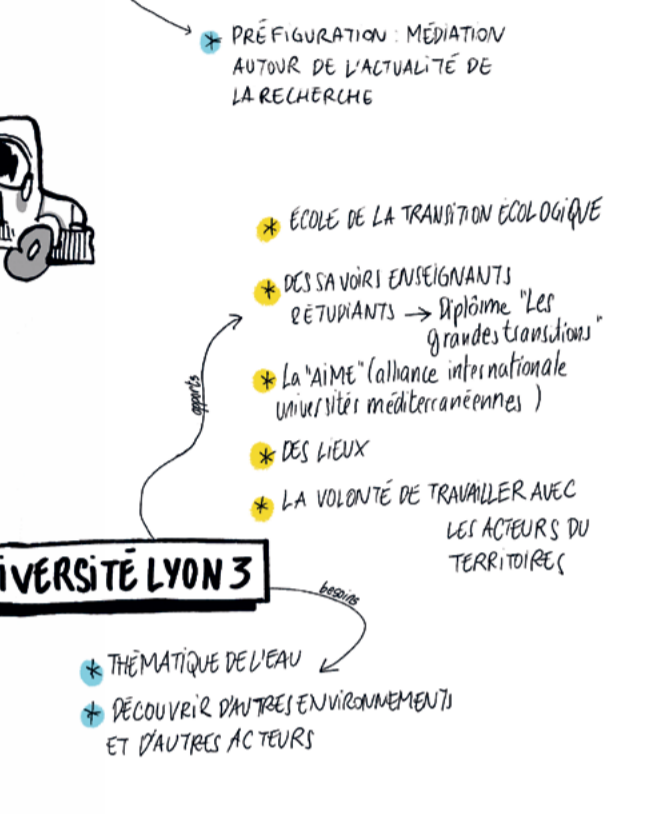 PRÉFIGURATION : MÉDIATION
AUTOUR DE L'ACTUALITÉ DE
LA RECHERCHE
ÉCOLE DE LA TRANSITION ÉCOLOGIQUE
DES SAVOIRS ENSEIGNANTS
& ETUDIANTS → Diplôme "Les
grandes transitions"
apports
La "AiME" (alliance internationale
universités méditerranéennes )
DES LIEUX
LA VOLONTÉ DE TRAVAILLER AVEC
LES ACTEURS DU
TERRITOIRES
IVERSITÉ LYON 3
besoins
THÉMATIQUE DE L'EAU
DÉCOUVRIR D'AUTRES ENVIRONNEMENTS
ET D'AUTRES ACTEURS